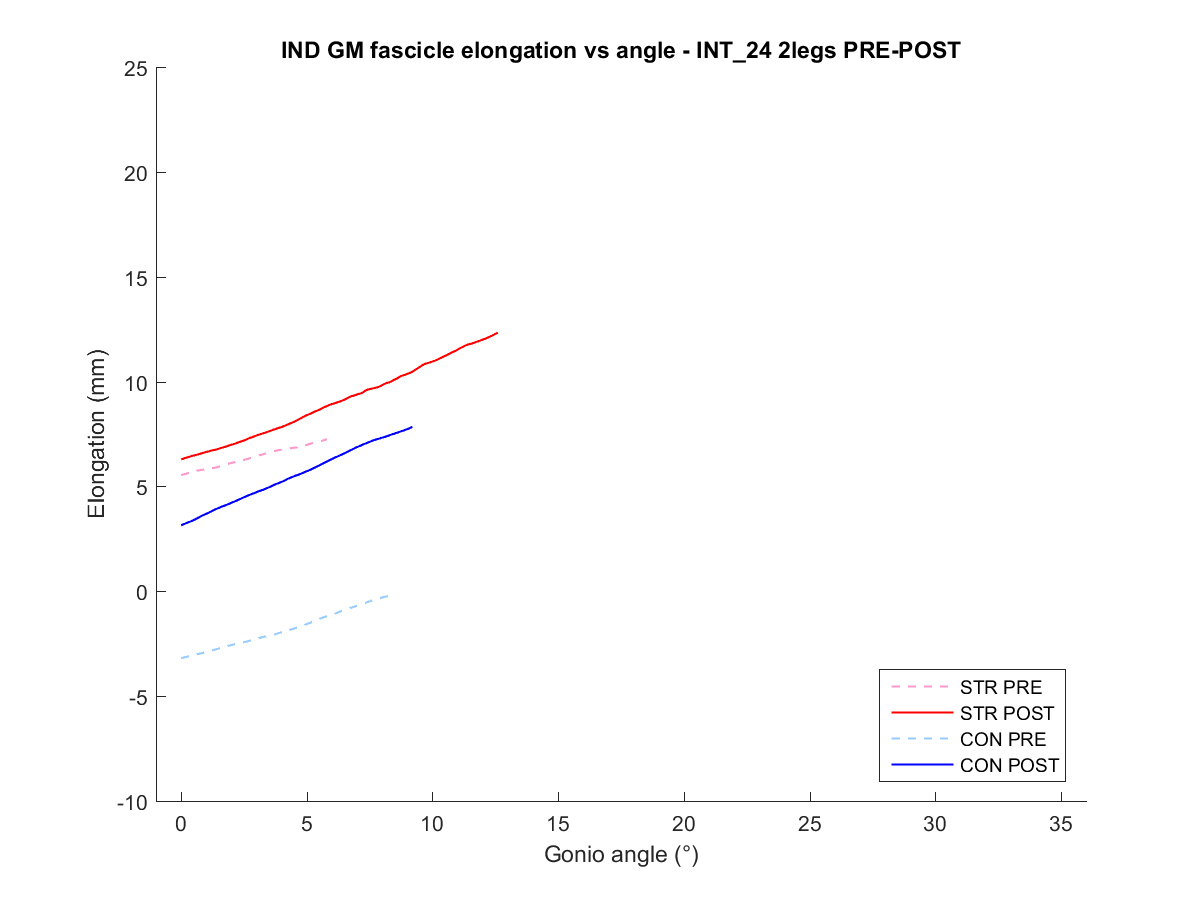 IND GM fascicle elongation vs angle - INT_24 2legs PRE-POST
25
20
15
10
5
0
-5
-10
Elongation (mm)
0 5 10 15 20 25 30 35
Gonio angle (°)
STR PRE
STR POST
CON PRE
CON POST